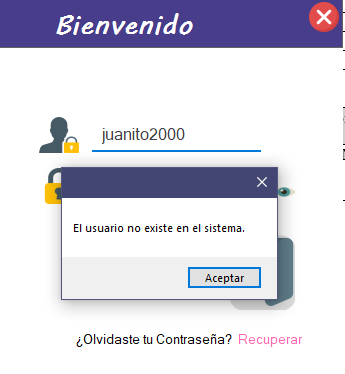 Bienvenido
juanito2000
El usuario no existe en el sistema.
Aceptar
¿Olvidaste tu Contraseña? Recuperar